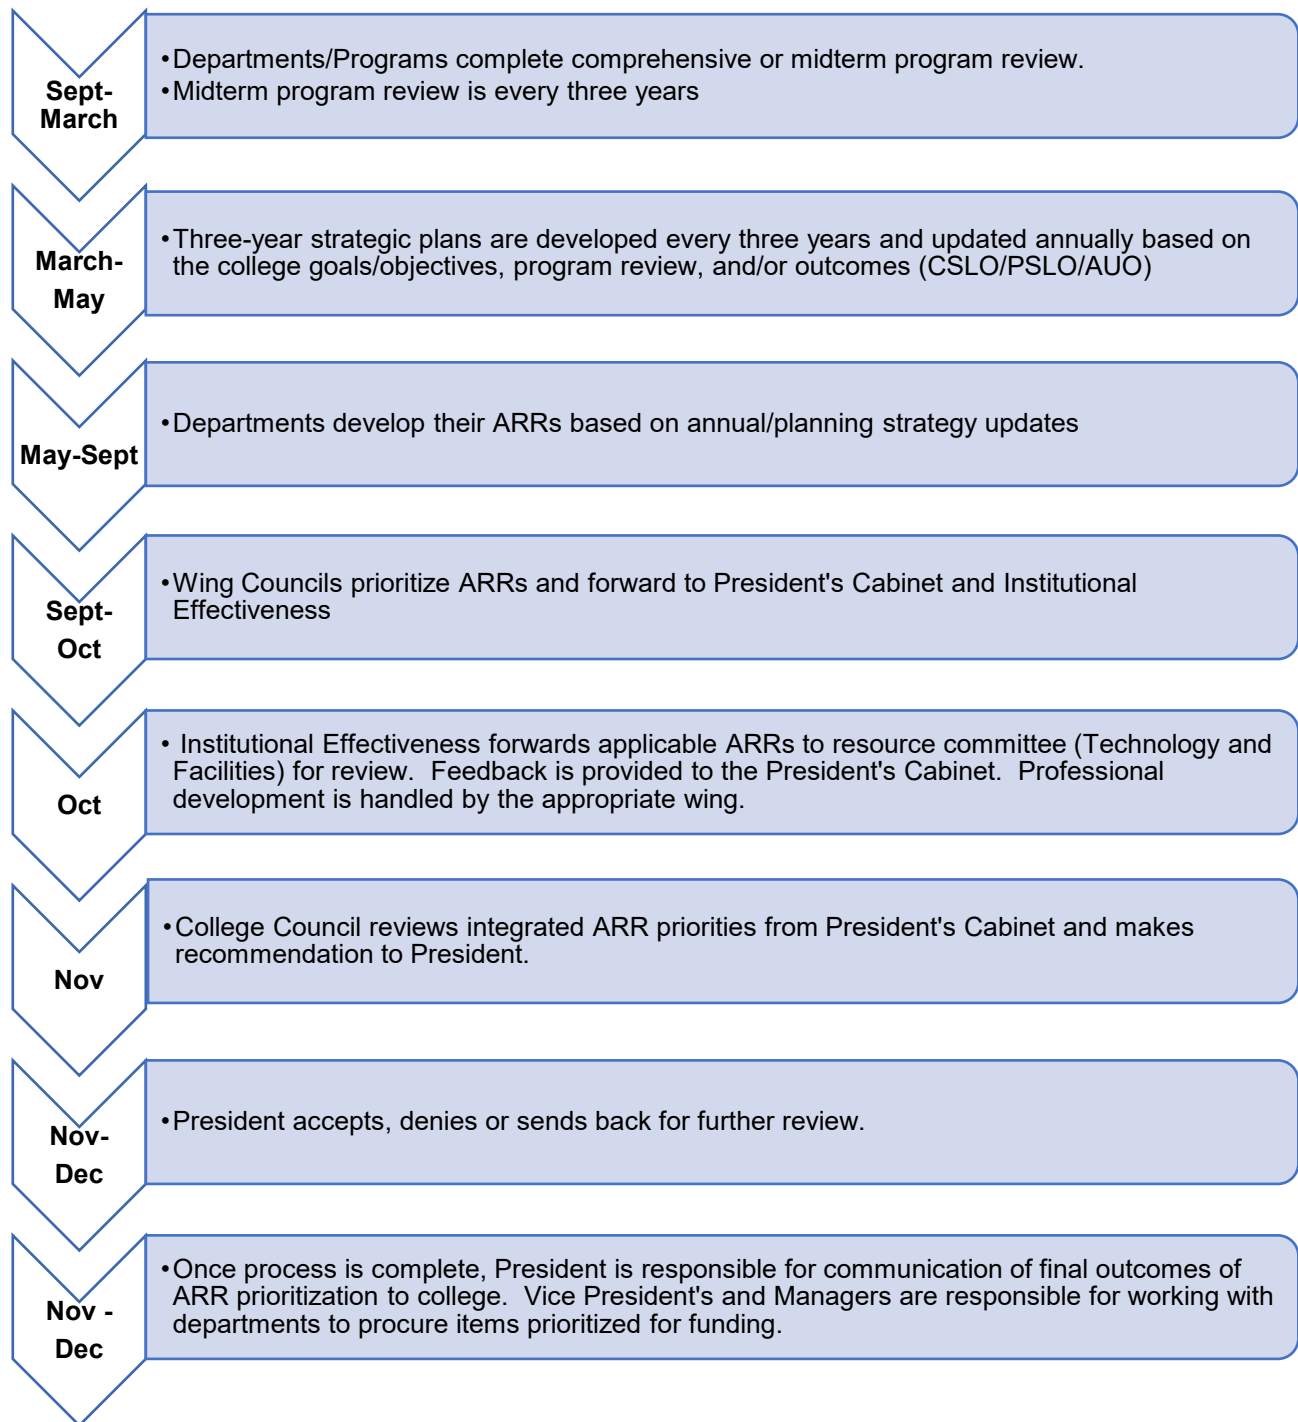 Sept-
March
•Departments/Programs complete comprehensive or midterm program review.
•Midterm program review is every three years
March-
May
•Three-year strategic plans are developed every three years and updated annually based on
the college goals/objectives, program review, and/or outcomes (CSLO/PSLO/AUO)
May-Sept
•Departments develop their ARRs based on annual/planning strategy updates
Sept-
Oct
•Wing Councils prioritize ARRs and forward to President's Cabinet and Institutional
Effectiveness
Oct
• Institutional Effectiveness forwards applicable ARRs to resource committee (Technology and
Facilities) for review.  Feedback is provided to the President's Cabinet.  Professional
development is handled by the appropriate wing.
Nov
•College Council reviews integrated ARR priorities from President's Cabinet and makes
recommendation to President.
Nov-
Dec
•President accepts, denies or sends back for further review.
Nov -
Dec
•Once process is complete, President is responsible for communication of final outcomes of
ARR prioritization to college.  Vice President's and Managers are responsible for working with
departments to procure items prioritized for funding.